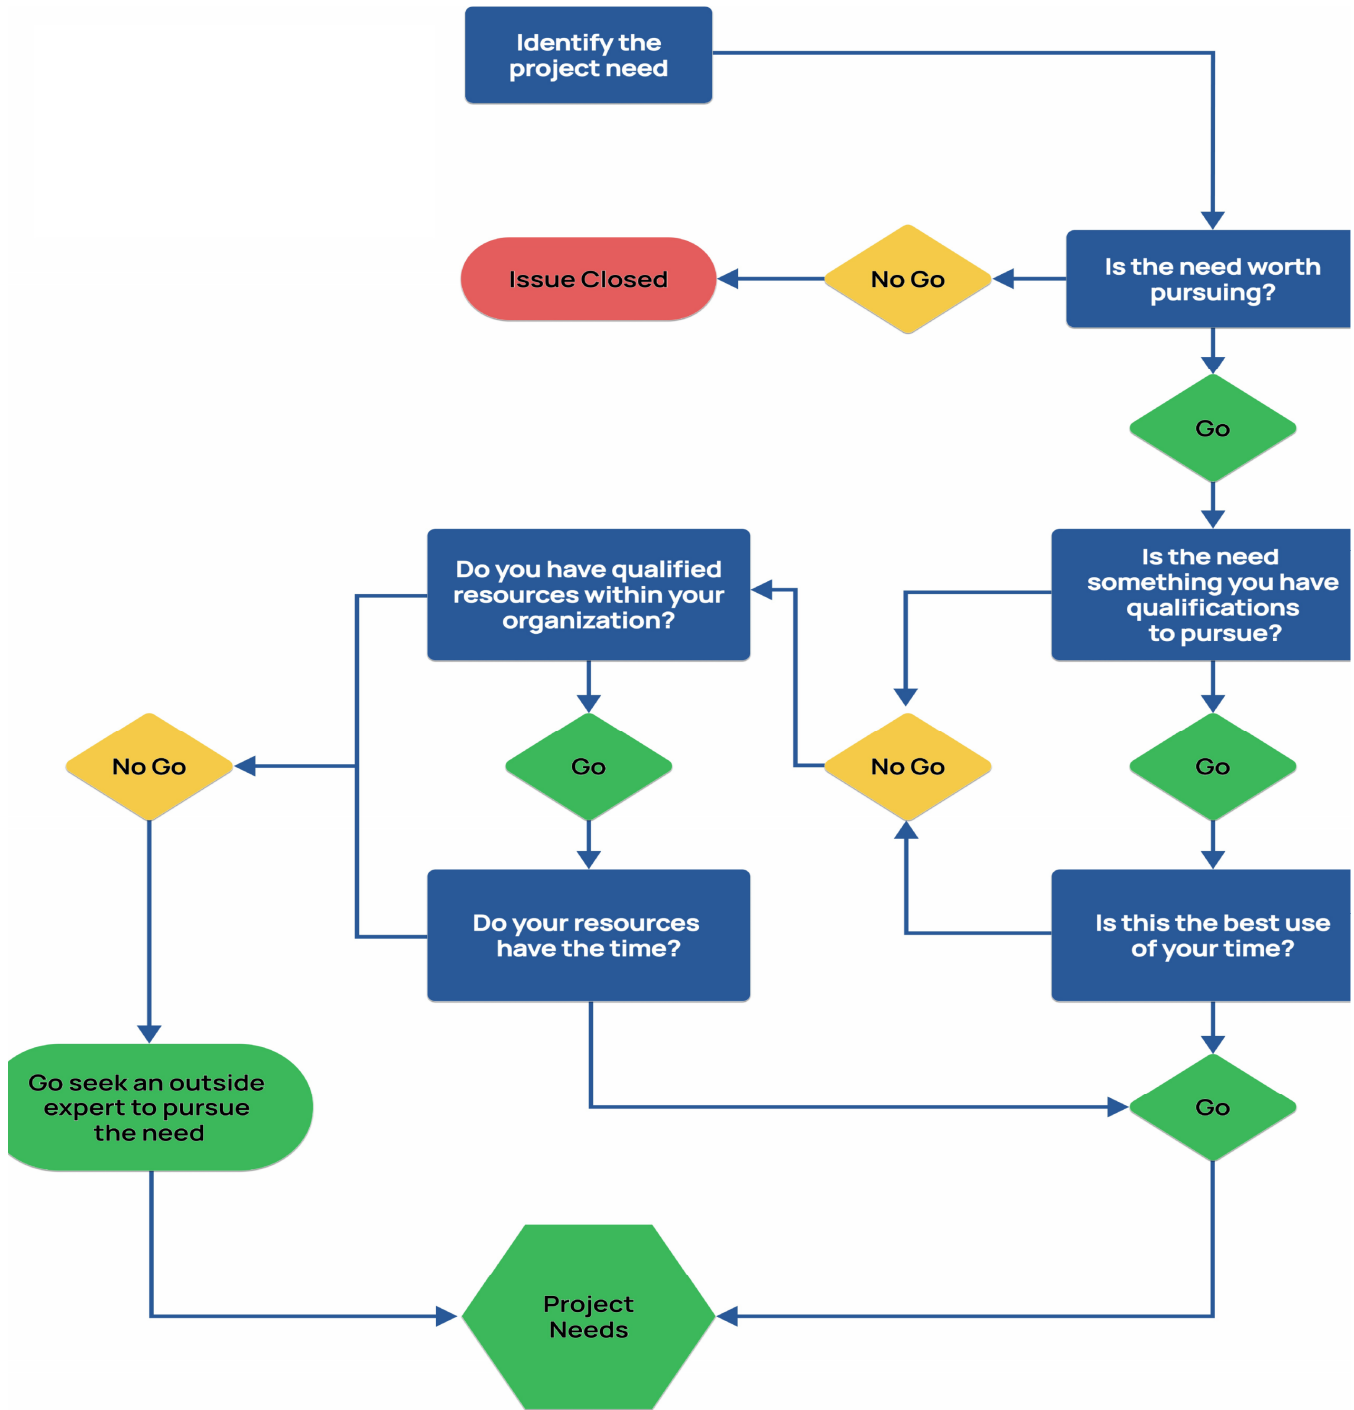 Identify the
project need
Issue Closed
No Go
Is the need worth
pursuing?
Go
Do you have qualified
resources within your
organization?
Is the need
something you have
qualifications
to pursue?
No Go
Go
No Go
Go
Do your resources
have the time?
Is this the best use
of your time?
Go seek an outside
expert to pursue
the need
Go
Project
Needs